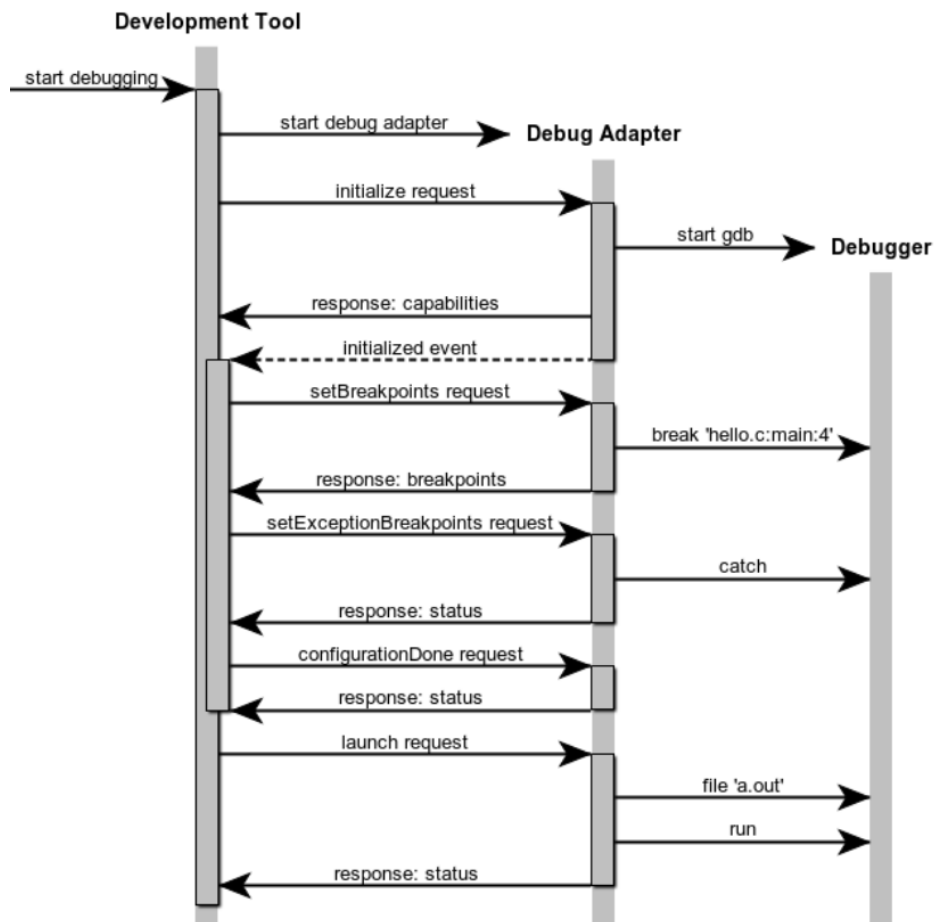 Development Tool
start debugging
start debug adapter
Debug Adapter
initialize request
start gdb
Debugger
response: capabilities
initialized event
setBreakpoints request
break 'hello.c:main:4'
response: breakpoints
setExceptionBreakpoints request
catch
response: status
configurationDone request
response: status
launch request
file 'a.out'
run
response: status